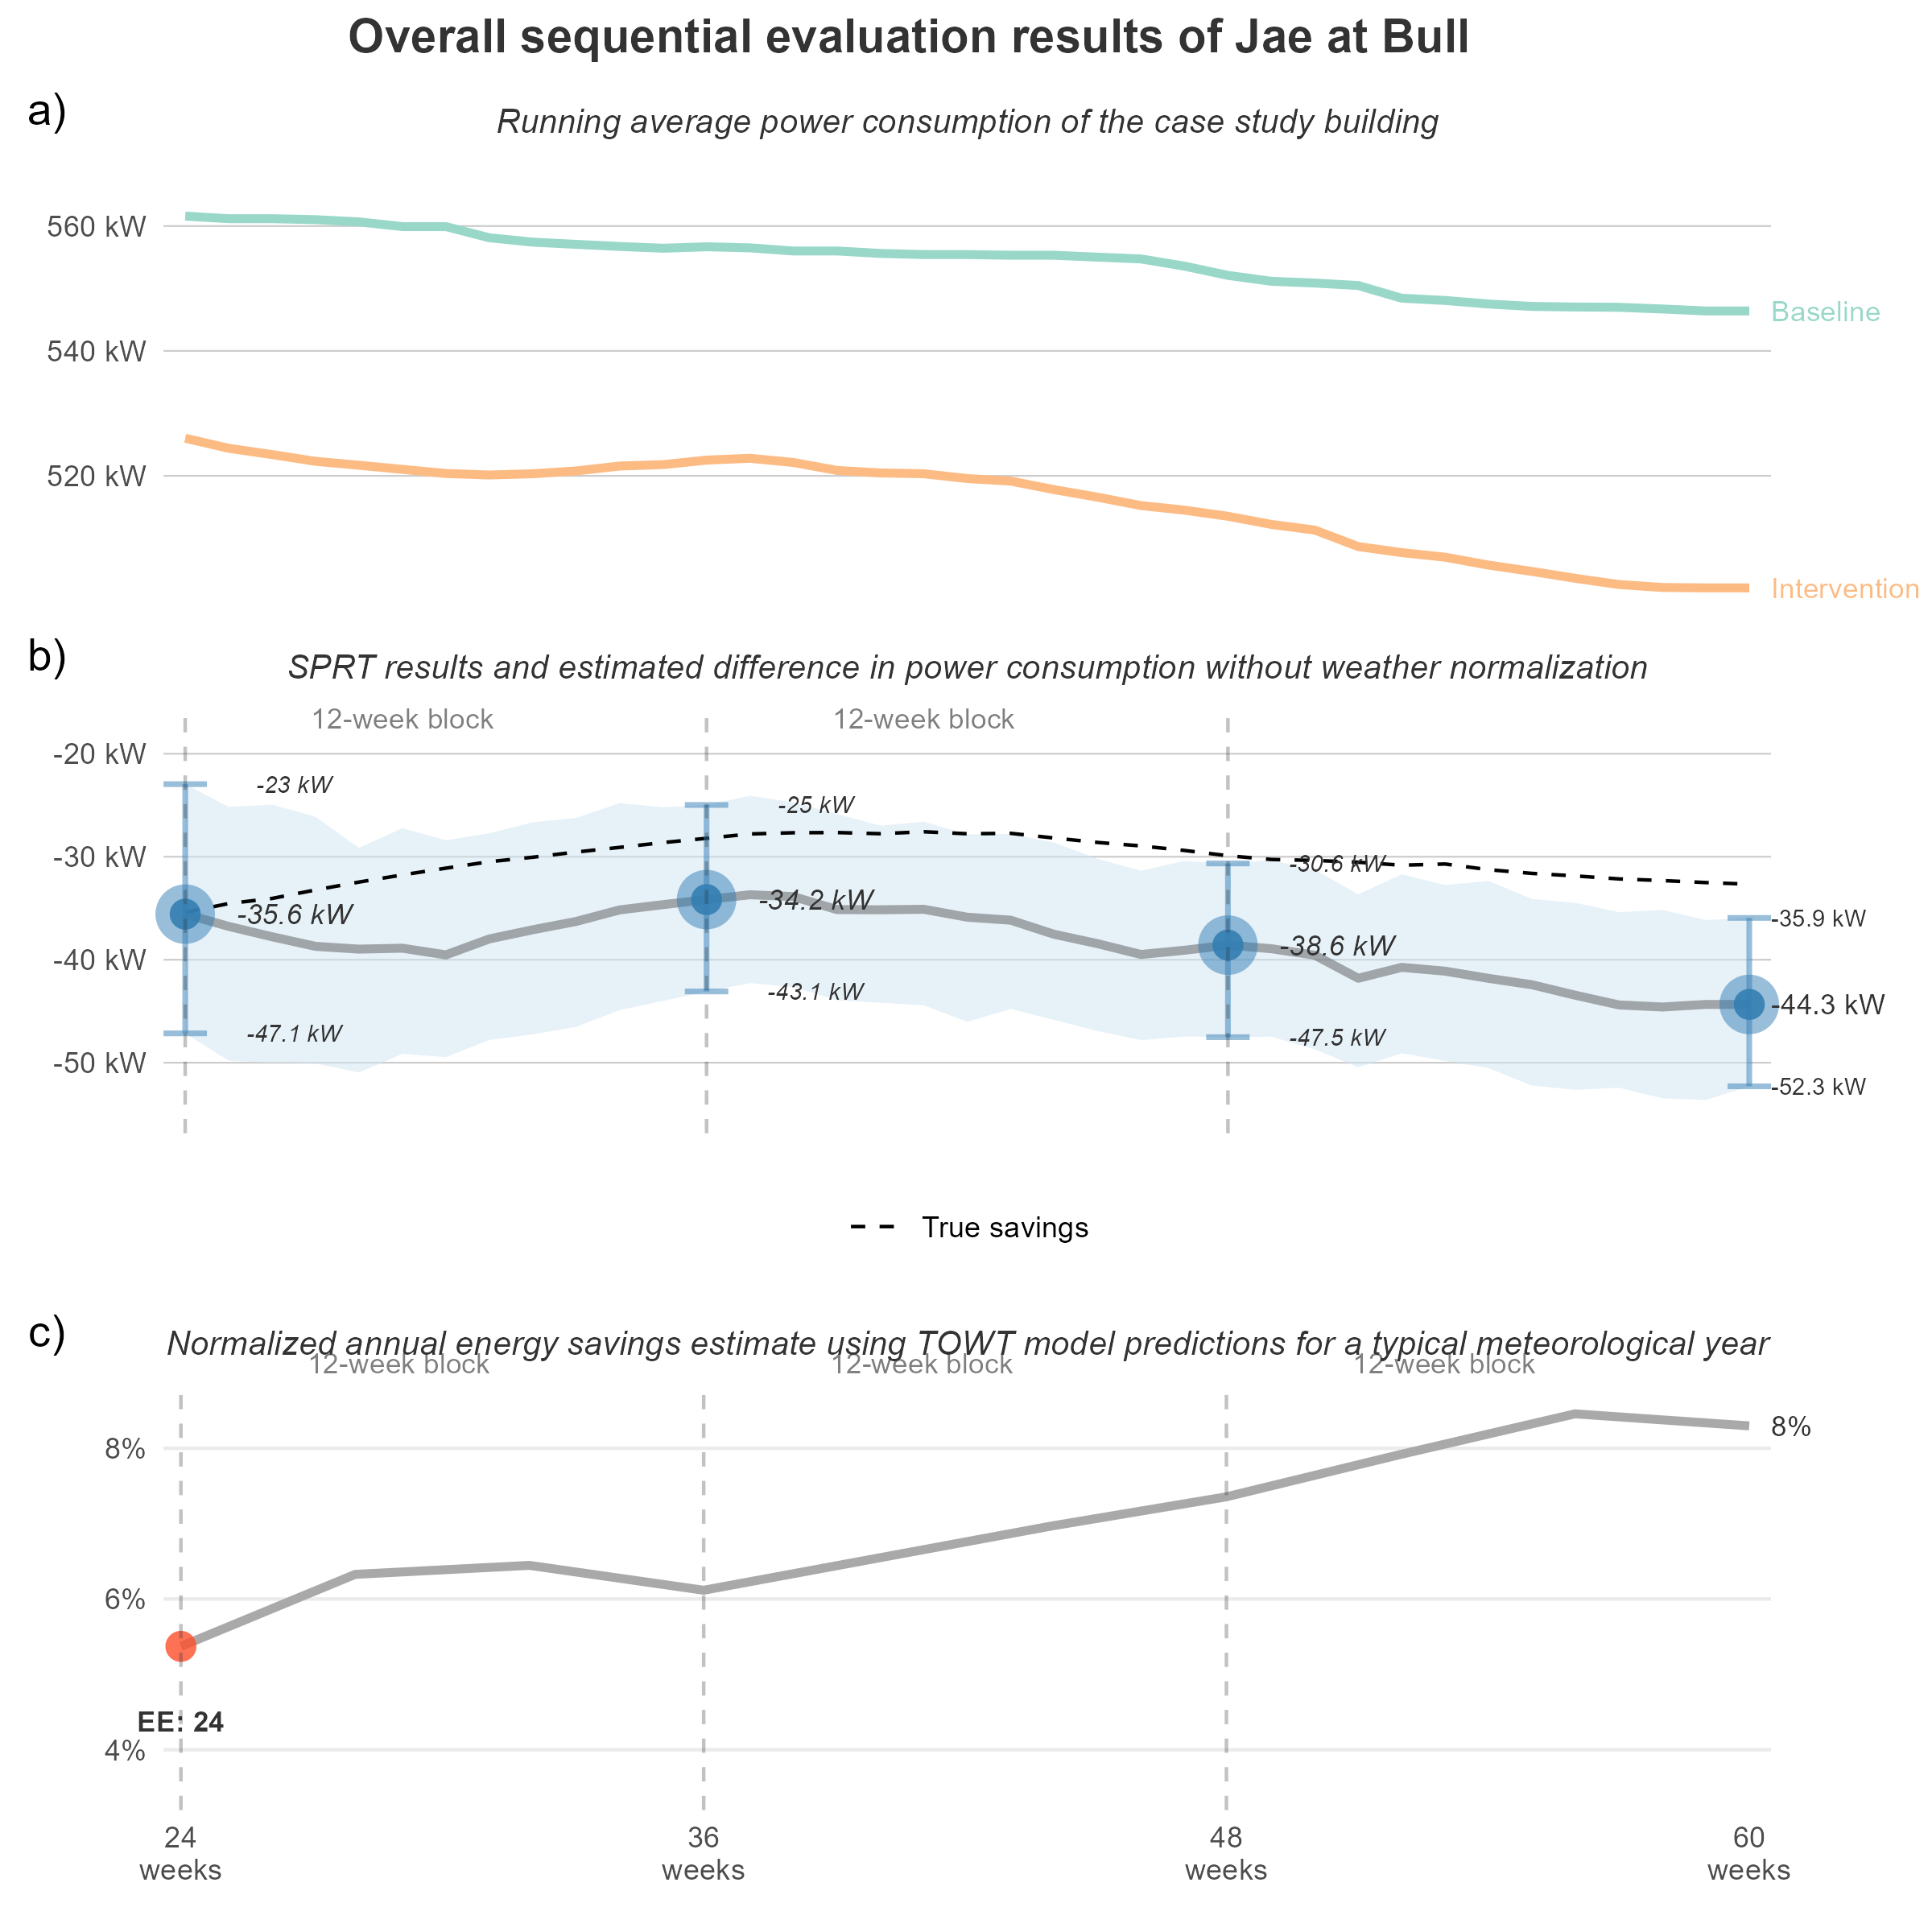 Overall sequential evaluation results of Jae at Bull
a)
Running average power consumption of the case study building
560 kW
540 kW
520 kW
Baseline
Intervention
b)
SPRT results and estimated difference in power consumption without weather normalization
12-week block
12-week block
-20 kW
-30 kW
-40 kW
-50 kW
-23 kW
-35.6 kW
-47.1 kW
-25 kW
-34.2 kW
-43.1 kW
-30.6 kW
-38.6 kW
-47.5 kW
-35.9 kW
-44.3 kW
-52.3 kW
True savings
c)
Normalized annual energy savings estimate using TOWT model predictions for a typical meteorological year
12-week block
12-week block
12-week block
8%
6%
4%
8%
EE: 24
24
weeks
36
weeks
48
weeks
60
weeks